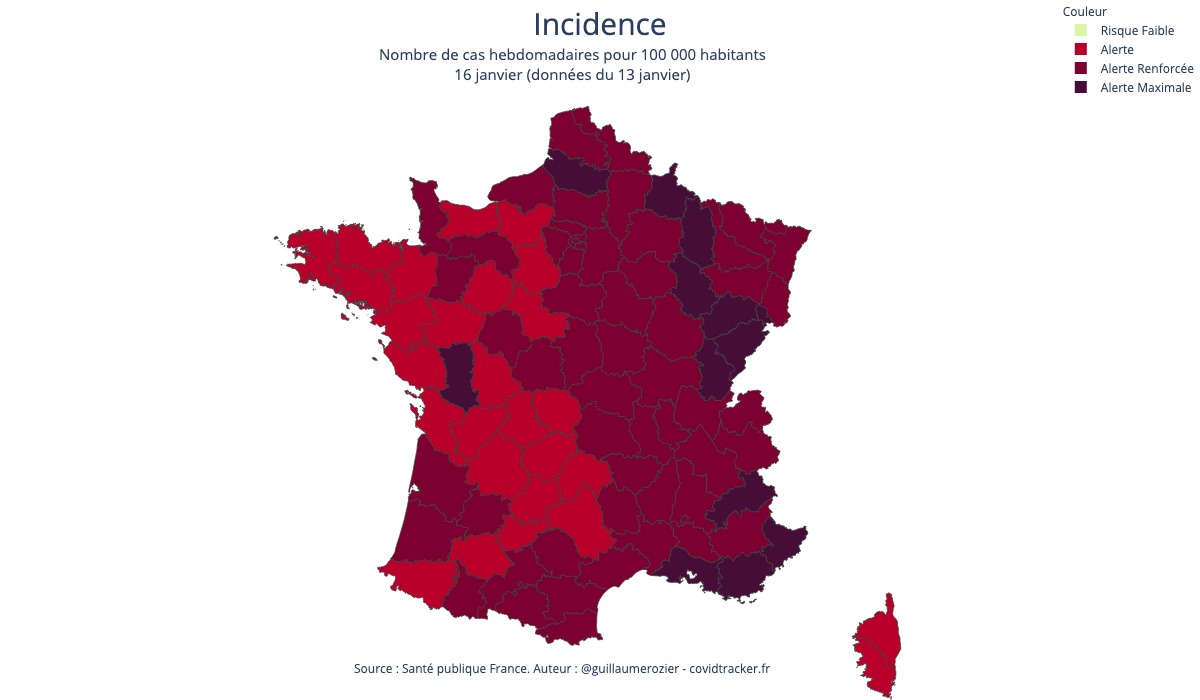 Incidence
Nombre de cas hebdomadaires pour 100 000 habitants
16 janvier (données du 13 janvier)
Couleur
Risque Faible
Alerte
Alerte Renforcée
Alerte Maximale
Source : Santé publique France. Auteur : @guillaumerozier - covidtracker.fr